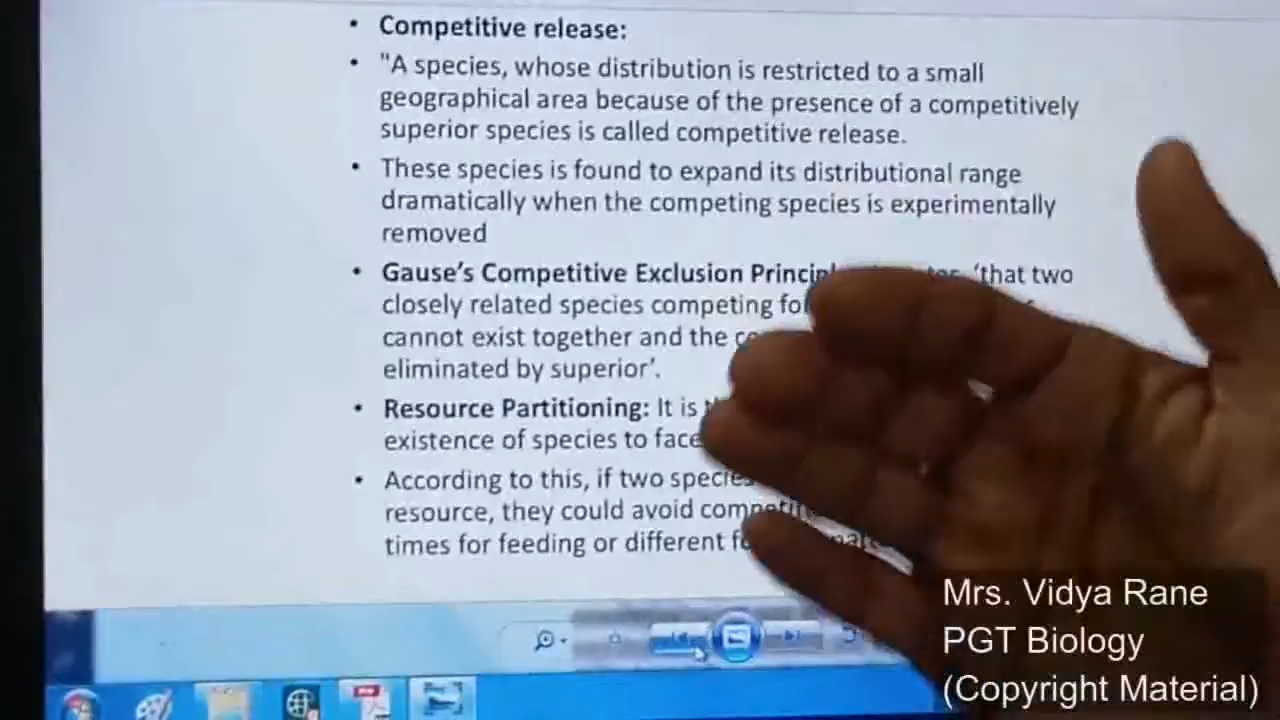 • Competitive release:
• "A species, whose distribution is restricted to a small
geographical area because of the presence of a competitively
superior species is called competitive release.
• These species is found to expand its distributional range
dramatically when the competing species is experimentally
removed
• Gause's Competitive Exclusion 'that two
closely related species competing
cannot exist together and the
eliminated by superior'.
• Resource Partitioning: It is
existence of species to face
• According to this, if two species
resource, they could avoid
times for feeding or different
Mrs. Vidya Rane
PGT Biology
(Copyright Material)